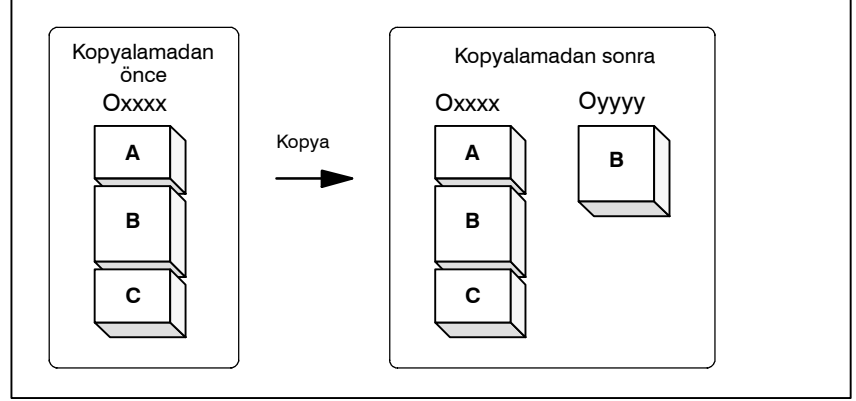 Kopyalamadan
önce
Oxxxx
A
B
C
Kopya
Kopyalamadan sonra
Oxxxx
Oyyyy
A
B
B
C